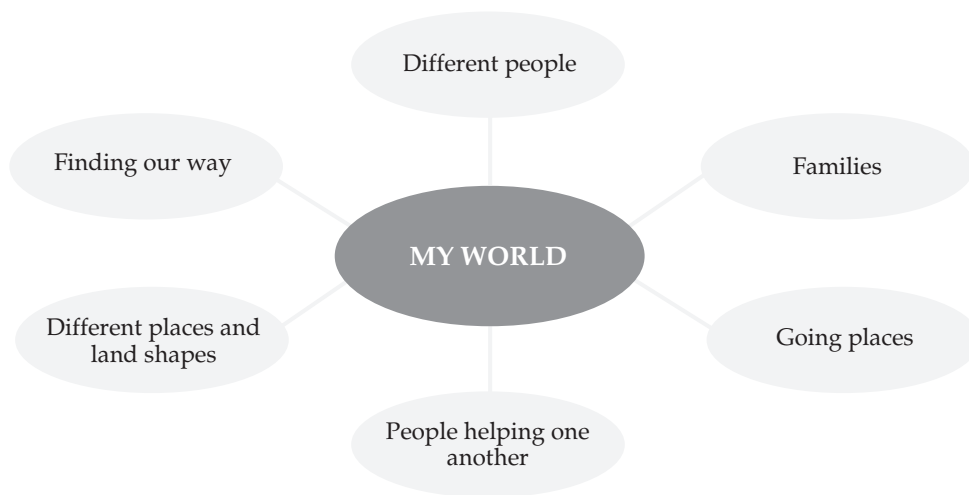 Different people
Finding our way
Families
MY WORLD
Different places and
land shapes
Going places
People helping one
another